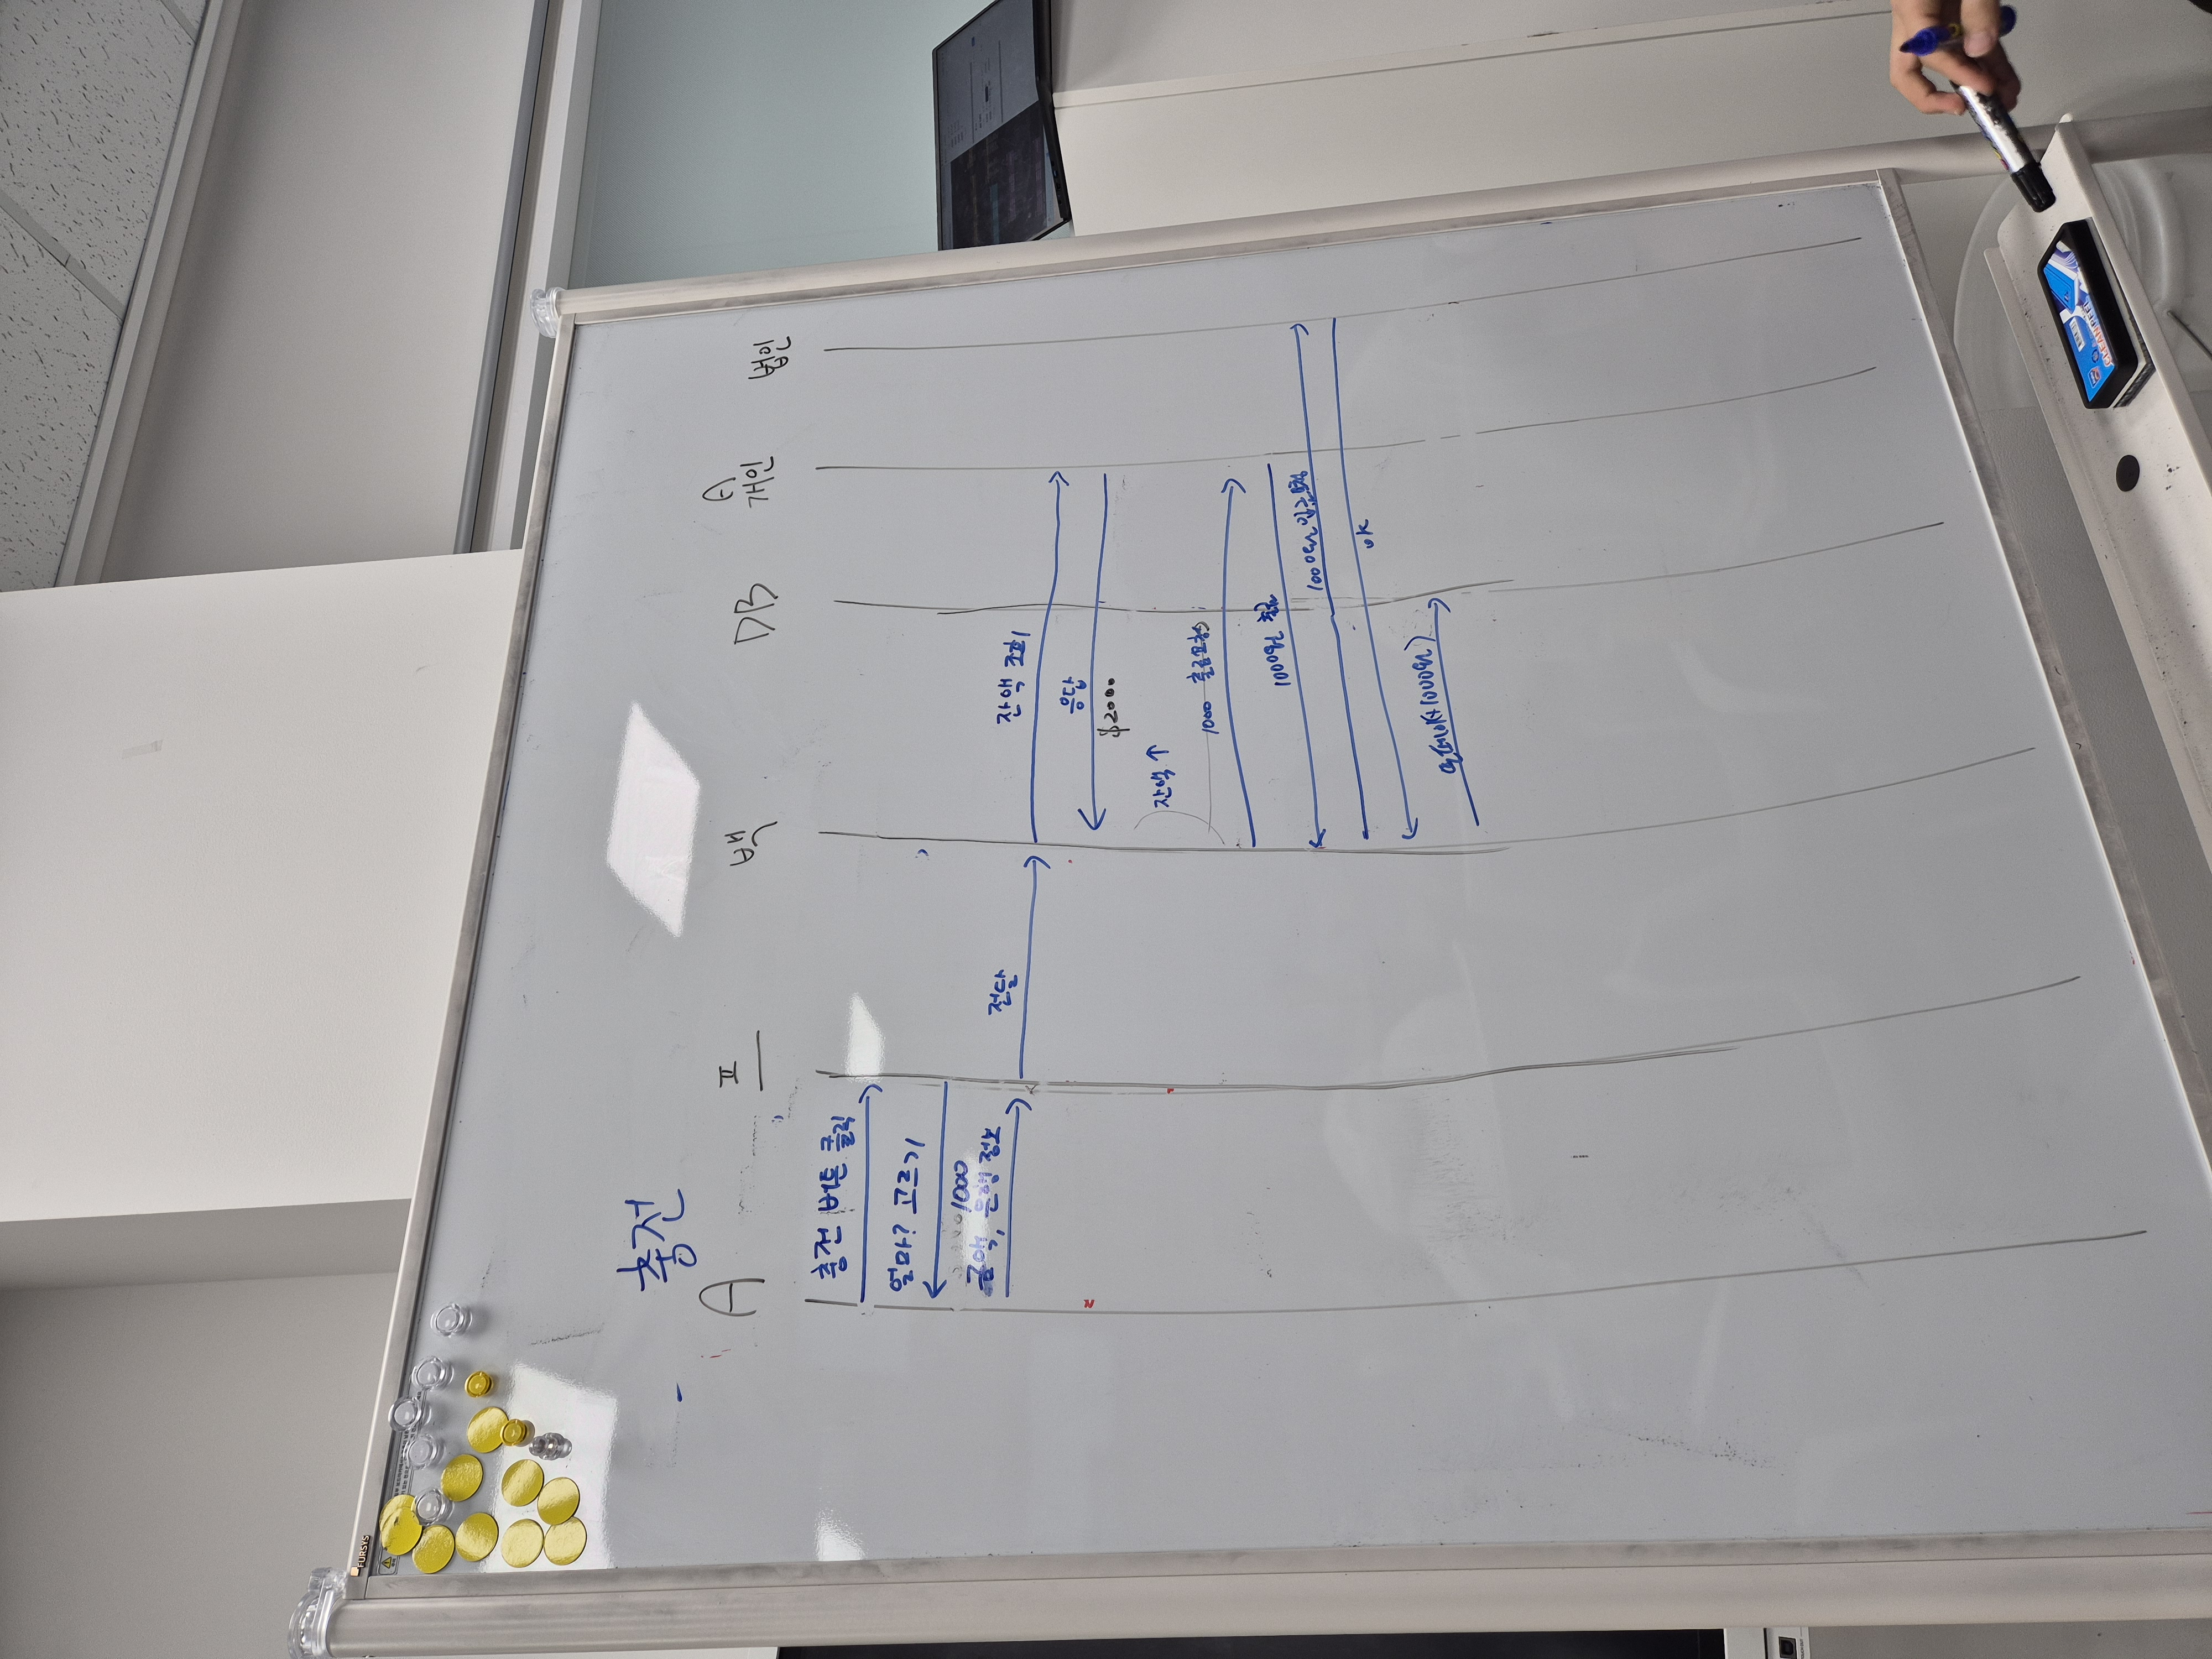 FURSYS
충전
A
프
백
DB
A
개인
법인
충전 버튼 클릭
얼마? 고르기
1000
금액, 은행 정보
전달
잔액 조회
응답
$2000
잔액 ↑
1000 출금요청
1000원 출금
1000원 입금요청
ok
(+1000원)
CLEAN PEEL